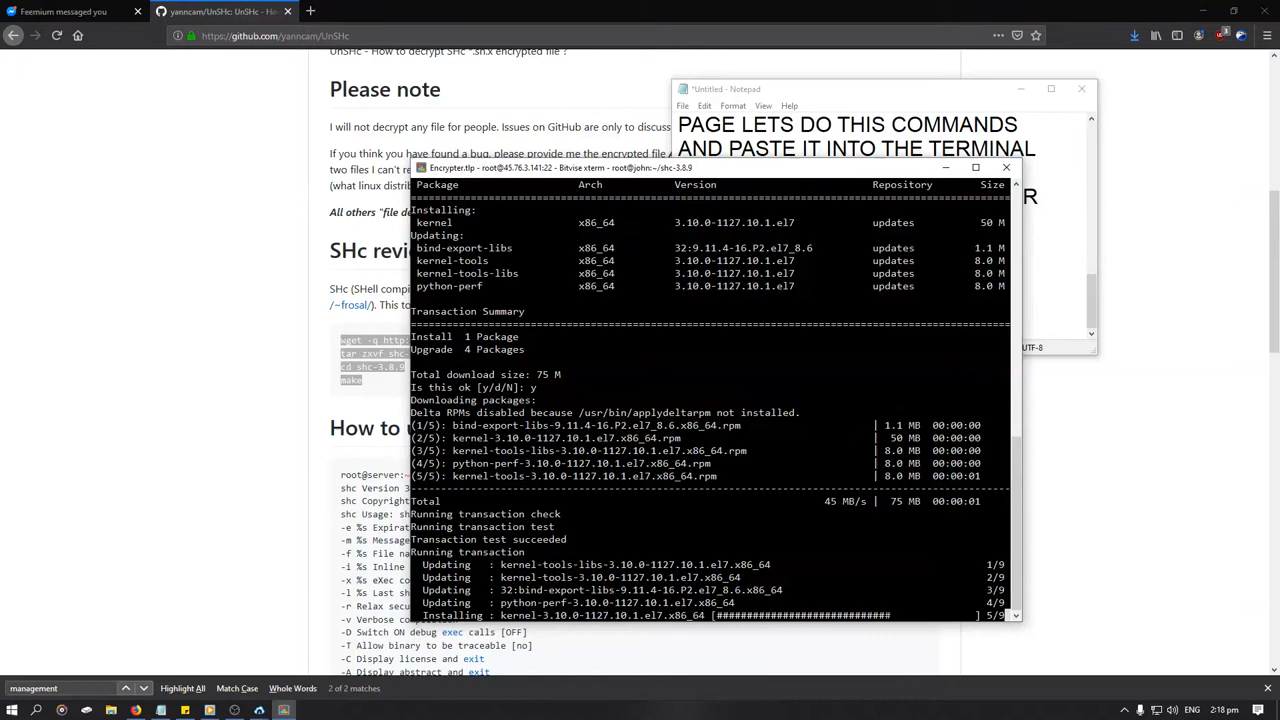 Feemium messaged you
yanncam/UnSHc: UnSHc - Ho
https://github.com/yanncam/UnSHc
UnSHc - How to decrypt SHc *.sh.x encrypted file ?
Please note
I will not decrypt any file for people. Issues on GitHub are only to discuss
If you think you have found a bug, please provide me the encrypted file
two files I can't re
(what linux distrib
All others "file de
SHc revie
SHc (SHell compi
/~frosal/). This to
wget -q http:
tar zxvf shc-
cd shc-3.8.9
make
How to u
root@server:~
shc Version 3
shc Copyright
shc Usage: sh
-e %s Expirat
-m %s Message
-f %s File na
-i %s Inline
-x %s eXec co
-l %s Last sh
-r Relax secu
-v Verbose comp
-D Switch ON debug exec calls [OFF]
-T Allow binary to be traceable [no]
-C Display license and exit
-A Display abstract and exit
*Untitled - Notepad
File Edit Format View Help
PAGE LETS DO THIS COMMANDS
AND PASTE IT INTO THE TERMINAL
R
UTF-8
Encrypter.tlp - root@45.76.3.141:22 - Bitvise xterm - root@john:~/shc-3.8.9
Package Arch Version Repository Size
Installing:
kernel x86_64 3.10.0-1127.10.1.el7 updates 50 M
Updating:
bind-export-libs x86_64 32:9.11.4-16.P2.el7_8.6 updates 1.1 M
kernel-tools x86_64 3.10.0-1127.10.1.el7 updates 8.0 M
kernel-tools-libs x86_64 3.10.0-1127.10.1.el7 updates 8.0 M
python-perf x86_64 3.10.0-1127.10.1.el7 updates 8.0 M
Transaction Summary
Install 1 Package
Upgrade 4 Packages
Total download size: 75 M
Is this ok [y/d/N]: y
Downloading packages:
Delta RPMs disabled because /usr/bin/applydeltarpm not installed.
(1/5): bind-export-libs-9.11.4-16.P2.el7_8.6.x86_64.rpm | 1.1 MB 00:00:00
(2/5): kernel-3.10.0-1127.10.1.el7.x86_64.rpm | 50 MB 00:00:00
(3/5): kernel-tools-libs-3.10.0-1127.10.1.el7.x86_64.rpm | 8.0 MB 00:00:00
(4/5): python-perf-3.10.0-1127.10.1.el7.x86_64.rpm | 8.0 MB 00:00:00
(5/5): kernel-tools-3.10.0-1127.10.1.el7.x86_64.rpm | 8.0 MB 00:00:01
Total 45 MB/s | 75 MB 00:00:01
Running transaction check
Running transaction test
Transaction test succeeded
Running transaction
Updating : kernel-tools-libs-3.10.0-1127.10.1.el7.x86_64 1/9
Updating : kernel-tools-3.10.0-1127.10.1.el7.x86_64 2/9
Updating : 32:bind-export-libs-9.11.4-16.P2.el7_8.6.x86_64 3/9
Updating : python-perf-3.10.0-1127.10.1.el7.x86_64 4/9
Installing : kernel-3.10.0-1127.10.1.el7.x86_64 [############################ ] 5/9
management Highlight All Match Case Whole Words 2 of 2 matches
ENG 2:18 pm